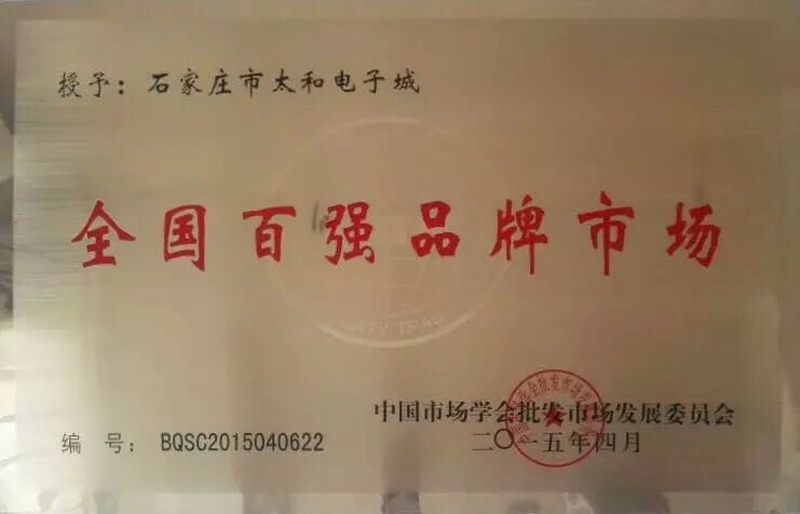 授予：石家庄市太和电子城
全国百强品牌市场
中国市场学会批发市场发展委员会
二〇一五年四月
编 号： BQSC2015040622